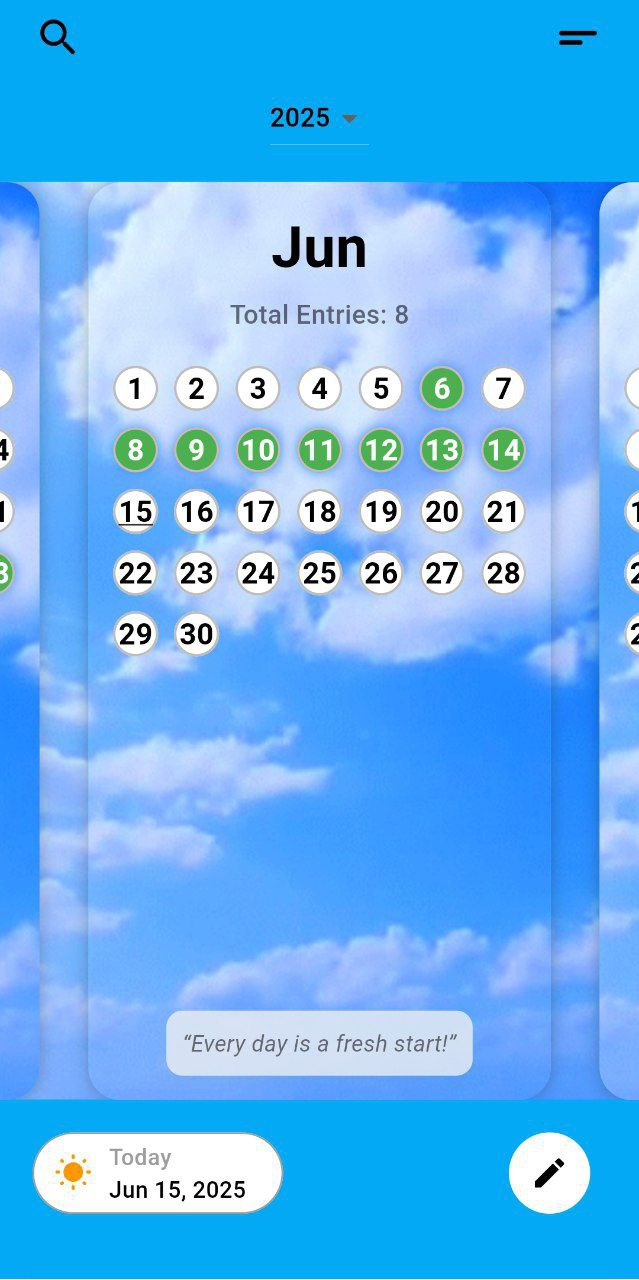 2025
Jun
Total Entries: 8
1 2 3 4 5 6 7
8 9 10 11 12 13 14
15 16 17 18 19 20 21
22 23 24 25 26 27 28
29 30
“Every day is a fresh start!”
Today
Jun 15, 2025